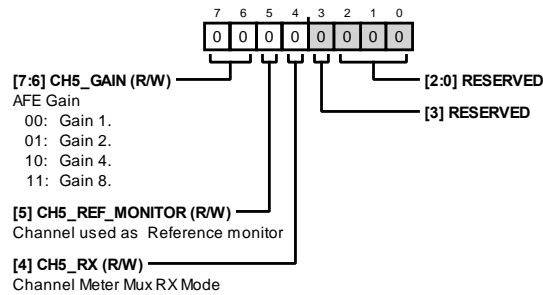 7 6 5 4 3 2 1 0
0 0 0 0 0 0 0 0
[7:6] CH5_GAIN (R/W)
AFE Gain
00: Gain 1.
01: Gain 2.
10: Gain 4.
11: Gain 8.
[5] CH5_REF_MONITOR (R/W)
Channel used as Reference monitor
[4] CH5_RX (R/W)
Channel Meter Mux RX Mode
[2:0] RESERVED
[3] RESERVED